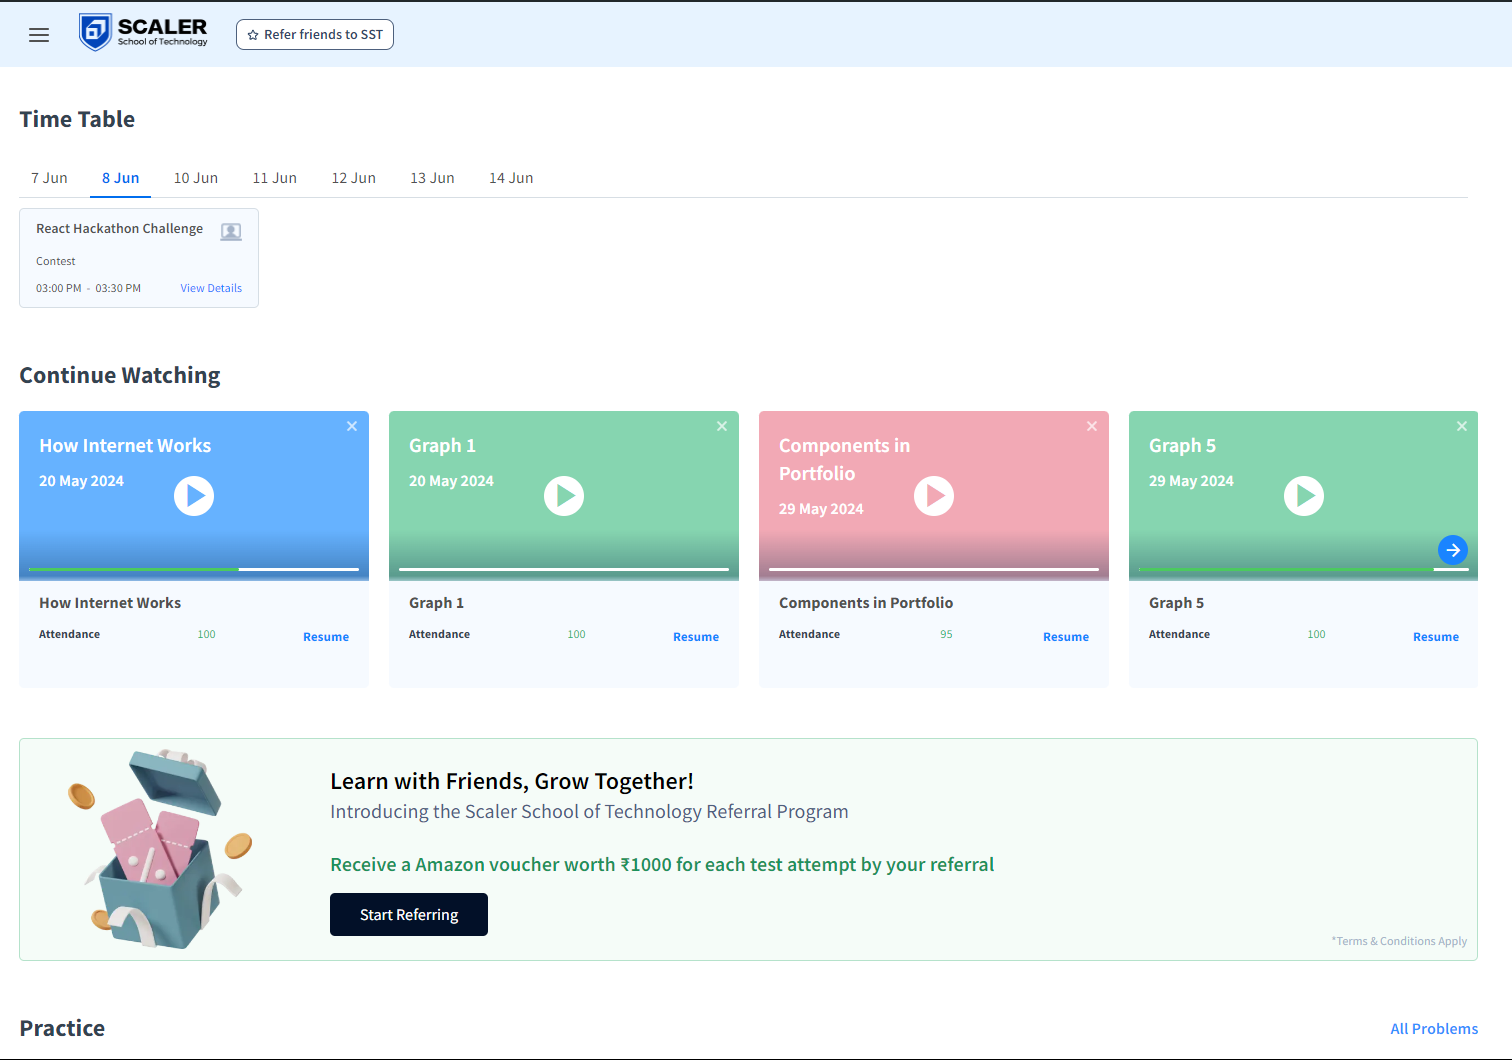 SCALER
School of Technology
Refer friends to SST
Time Table
7 Jun 8 Jun 10 Jun 11 Jun 12 Jun 13 Jun 14 Jun
React Hackathon Challenge
Contest
03:00 PM - 03:30 PM View Details
Continue Watching
How Internet Works
20 May 2024
How Internet Works
Attendance 100 Resume
Graph 1
20 May 2024
Graph 1
Attendance 100 Resume
Components in
Portfolio
29 May 2024
Components in Portfolio
Attendance 95 Resume
Graph 5
29 May 2024
Graph 5
Attendance 100 Resume
Learn with Friends, Grow Together!
Introducing the Scaler School of Technology Referral Program
Receive a Amazon voucher worth ₹1000 for each test attempt by your referral
Start Referring
*Terms & Conditions Apply
Practice All Problems